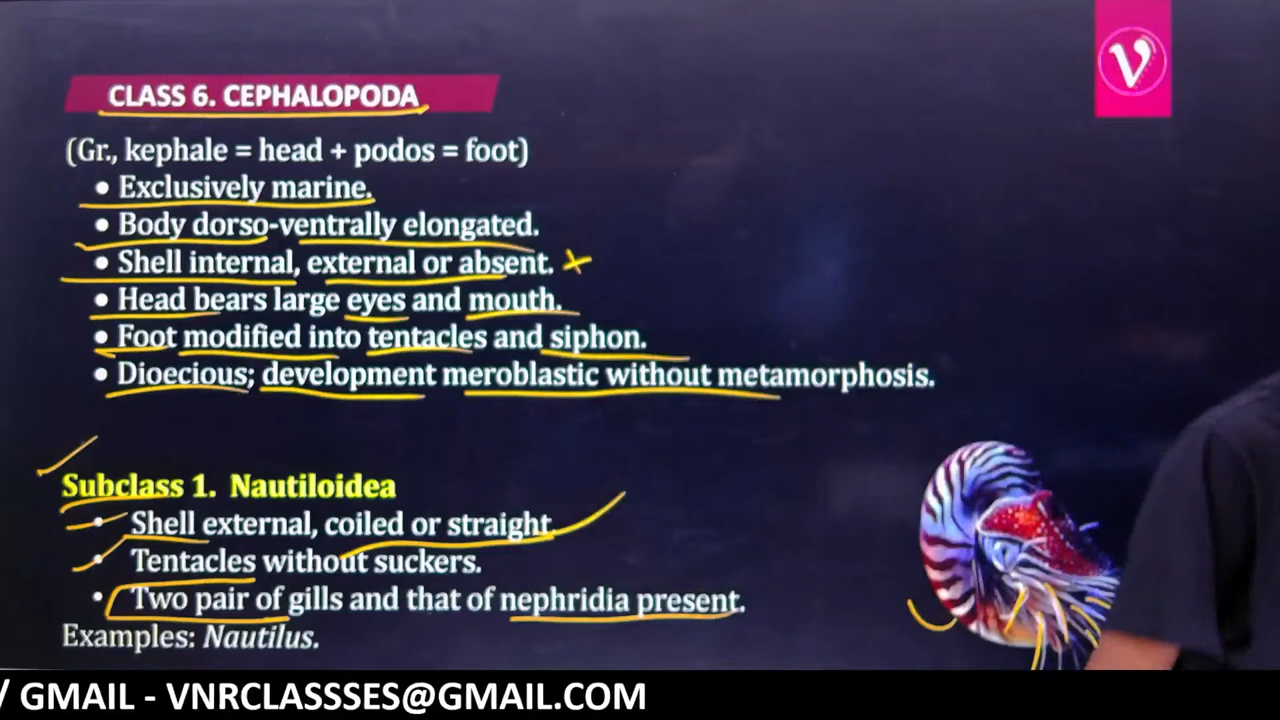 CLASS 6. CEPHALOPODA
(Gr., kephale = head + podos = foot)
• Exclusively marine.
• Body dorso-ventrally elongated.
• Shell internal, external or absent.
• Head bears large eyes and mouth.
• Foot modified into tentacles and siphon.
• Dioecious; development meroblastic without metamorphosis.
Subclass 1. Nautiloidea
• Shell external, coiled or straight
• Tentacles without suckers.
• Two pair of gills and that of nephridia present.
Examples: Nautilus.
/ GMAIL - VNRCLASSSES@GMAIL.COM